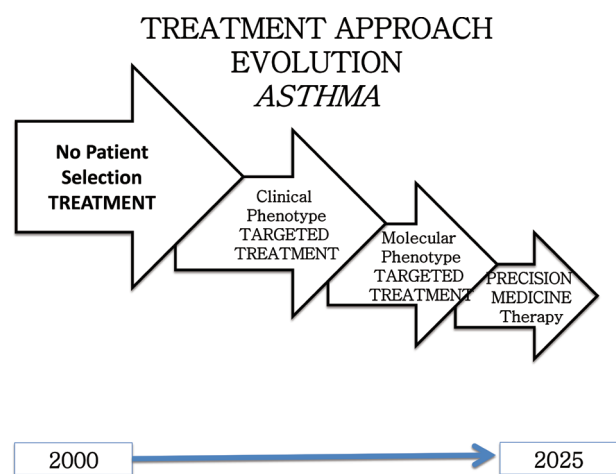 TREATMENT APPROACH
EVOLUTION
ASTHMA
No Patient
Selection
TREATMENT
Clinical
Phenotype
TARGETED
TREATMENT
Molecular
Phenotype
TARGETED
TREATMENT
PRECISION
MEDICINE
Therapy
2000
2025